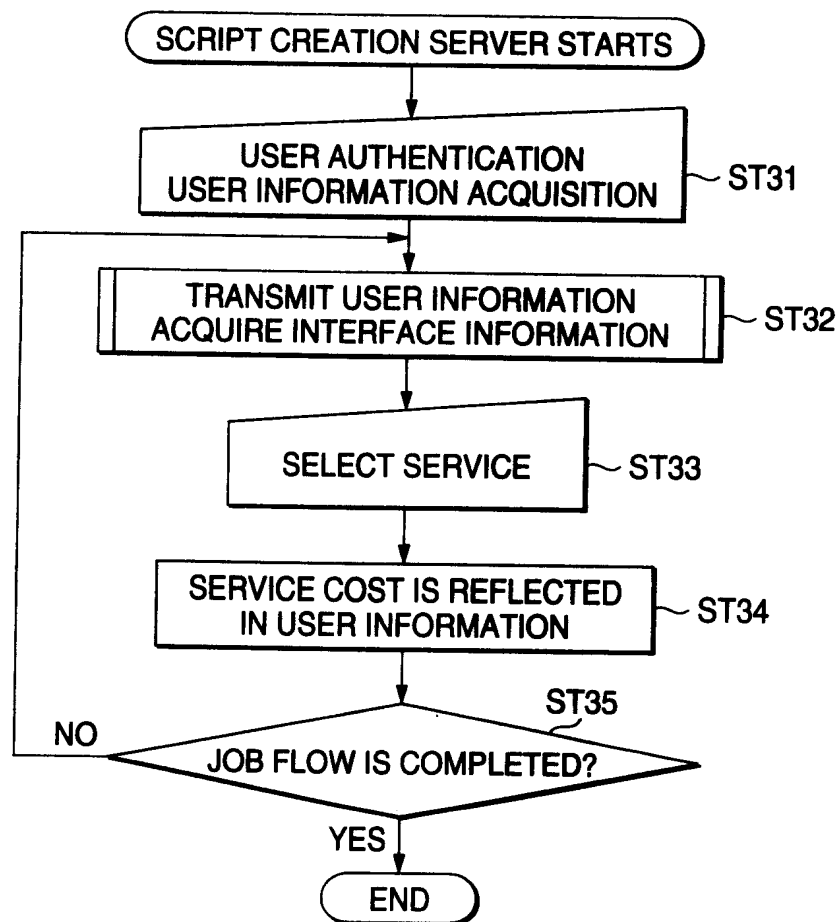 SCRIPT CREATION SERVER STARTS
USER AUTHENTICATION
USER INFORMATION ACQUISITION
ST31
TRANSMIT USER INFORMATION
ACQUIRE INTERFACE INFORMATION
ST32
SELECT SERVICE
ST33
SERVICE COST IS REFLECTED
IN USER INFORMATION
ST34
ST35
NO
JOB FLOW IS COMPLETED?
YES
END